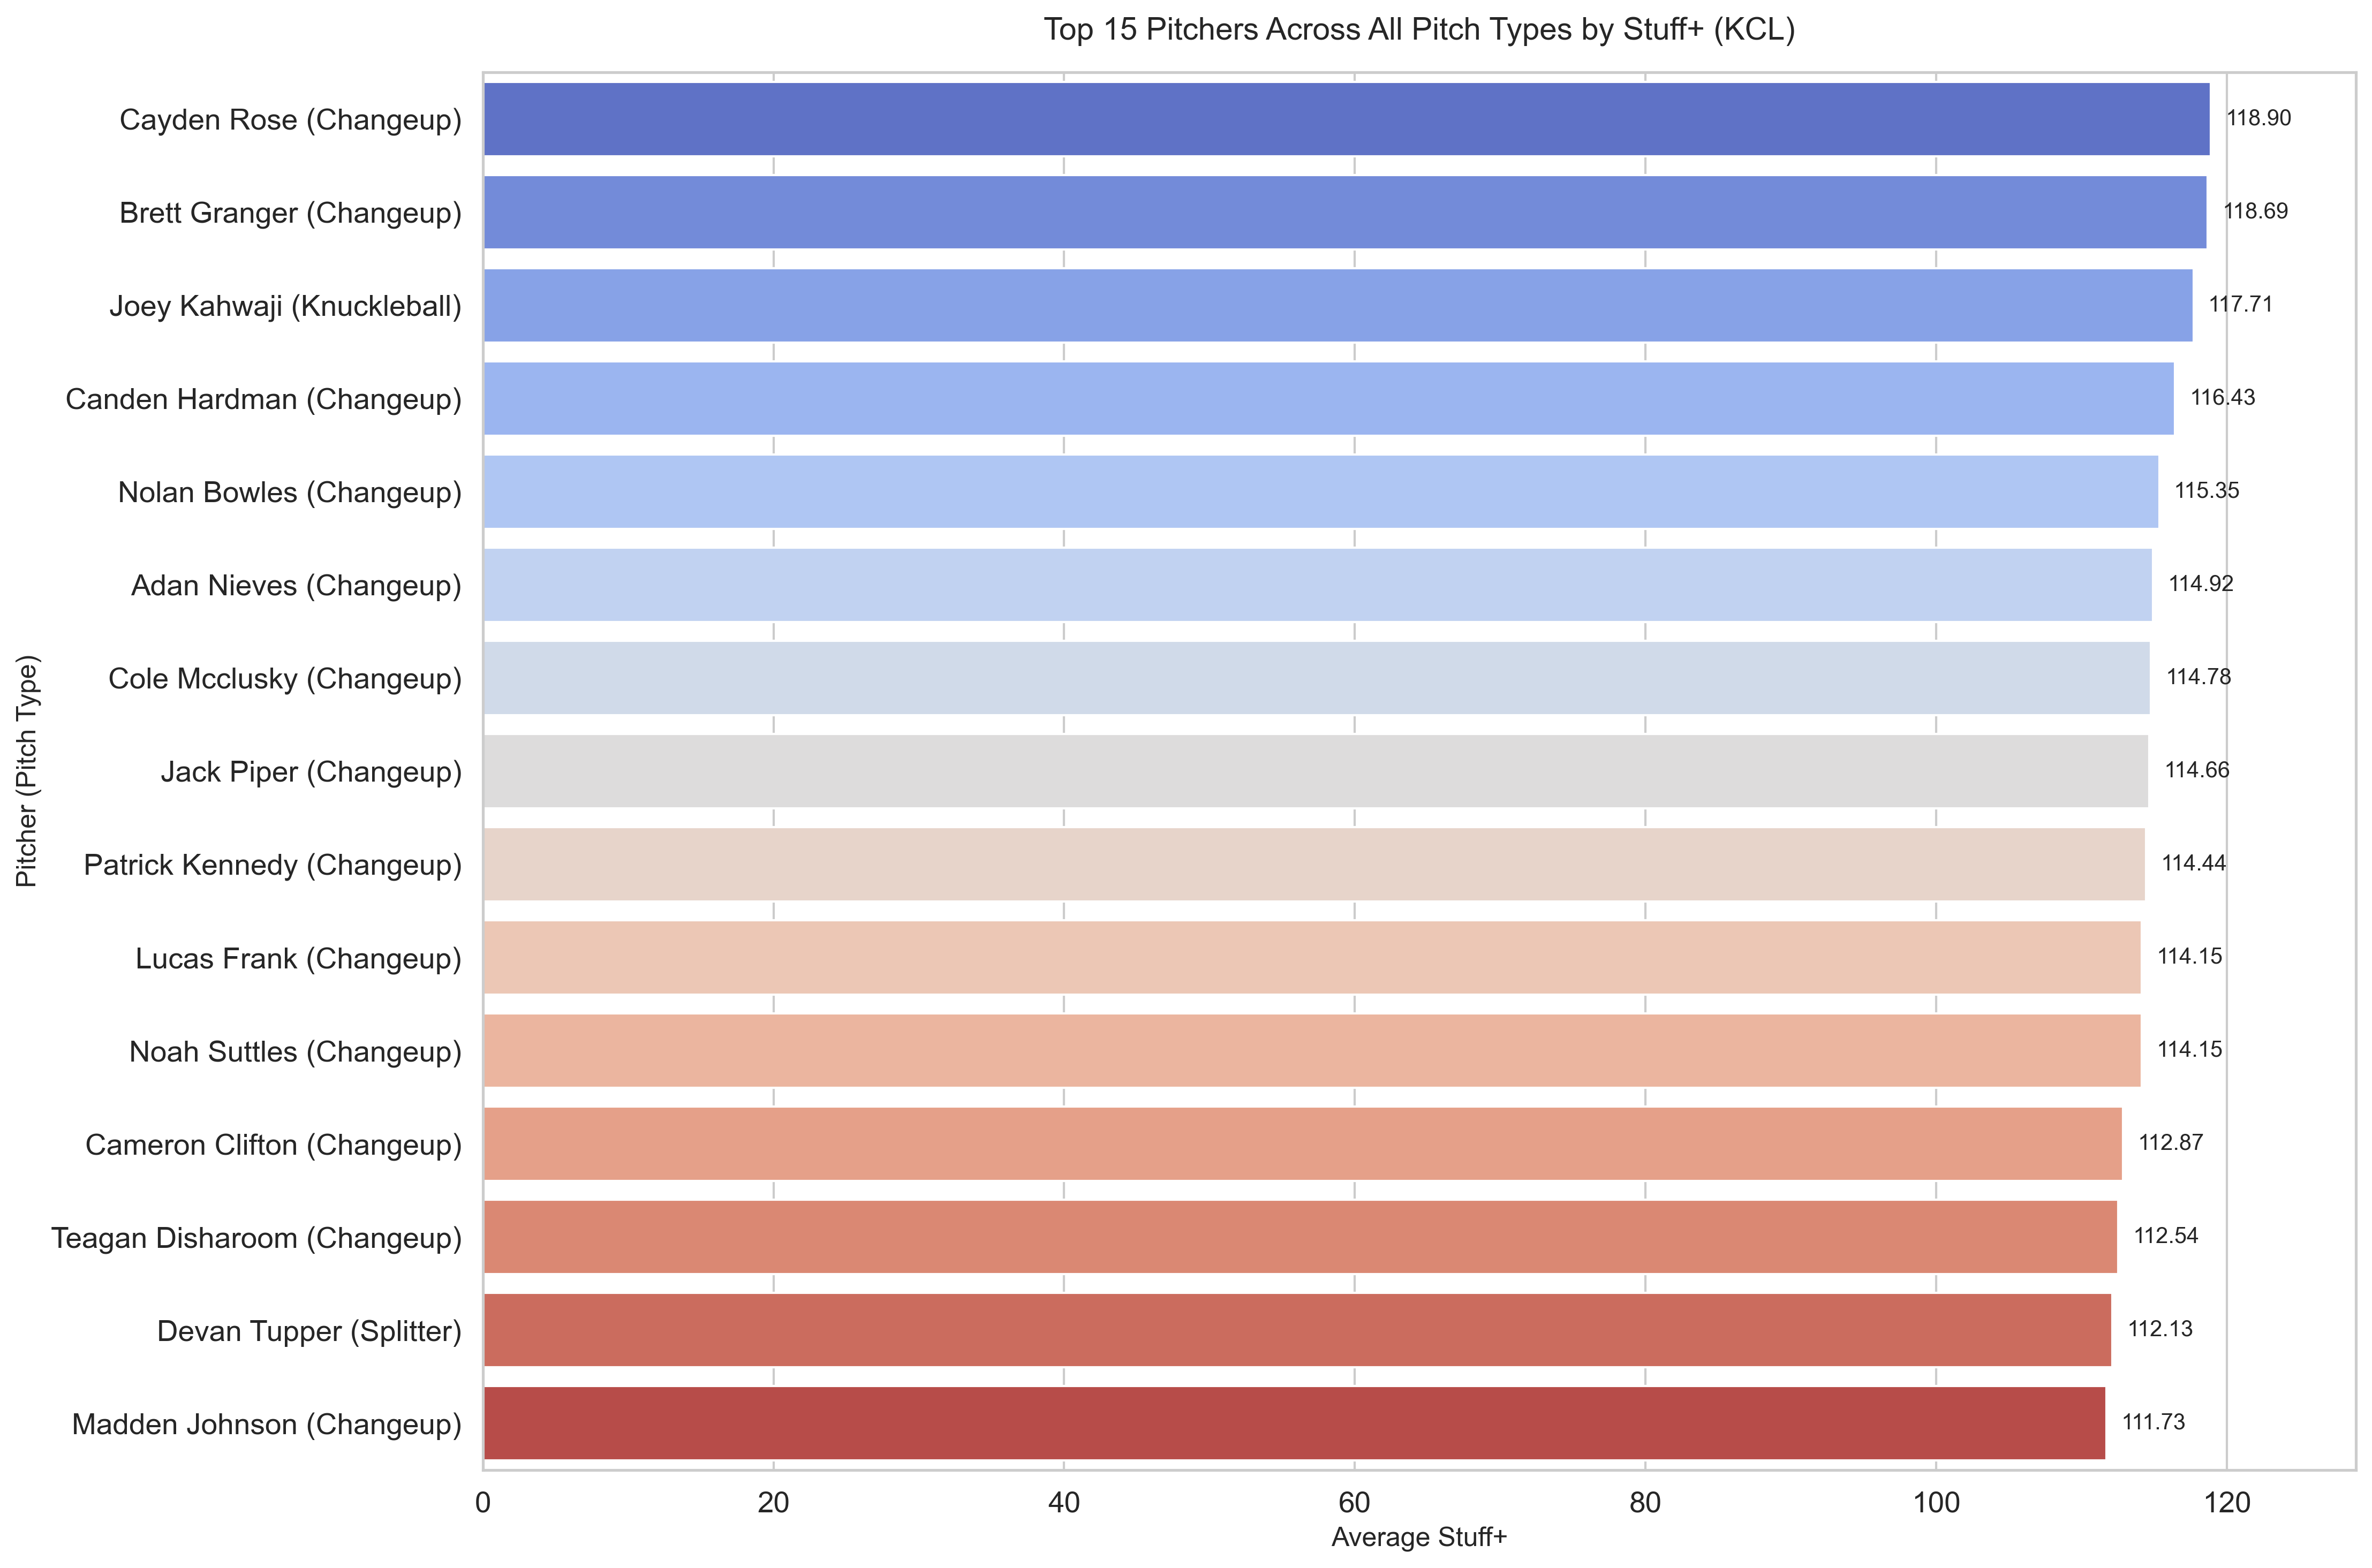 Top 15 Pitchers Across All Pitch Types by Stuff+ (KCL)
Pitcher (Pitch Type)
Cayden Rose (Changeup) 118.90
Brett Granger (Changeup) 118.69
Joey Kahwaji (Knuckleball) 117.71
Canden Hardman (Changeup) 116.43
Nolan Bowles (Changeup) 115.35
Adan Nieves (Changeup) 114.92
Cole Mcclusky (Changeup) 114.78
Jack Piper (Changeup) 114.66
Patrick Kennedy (Changeup) 114.44
Lucas Frank (Changeup) 114.15
Noah Suttles (Changeup) 114.15
Cameron Clifton (Changeup) 112.87
Teagan Disharoom (Changeup) 112.54
Devan Tupper (Splitter) 112.13
Madden Johnson (Changeup) 111.73
0 20 40 60 80 100 120
Average Stuff+